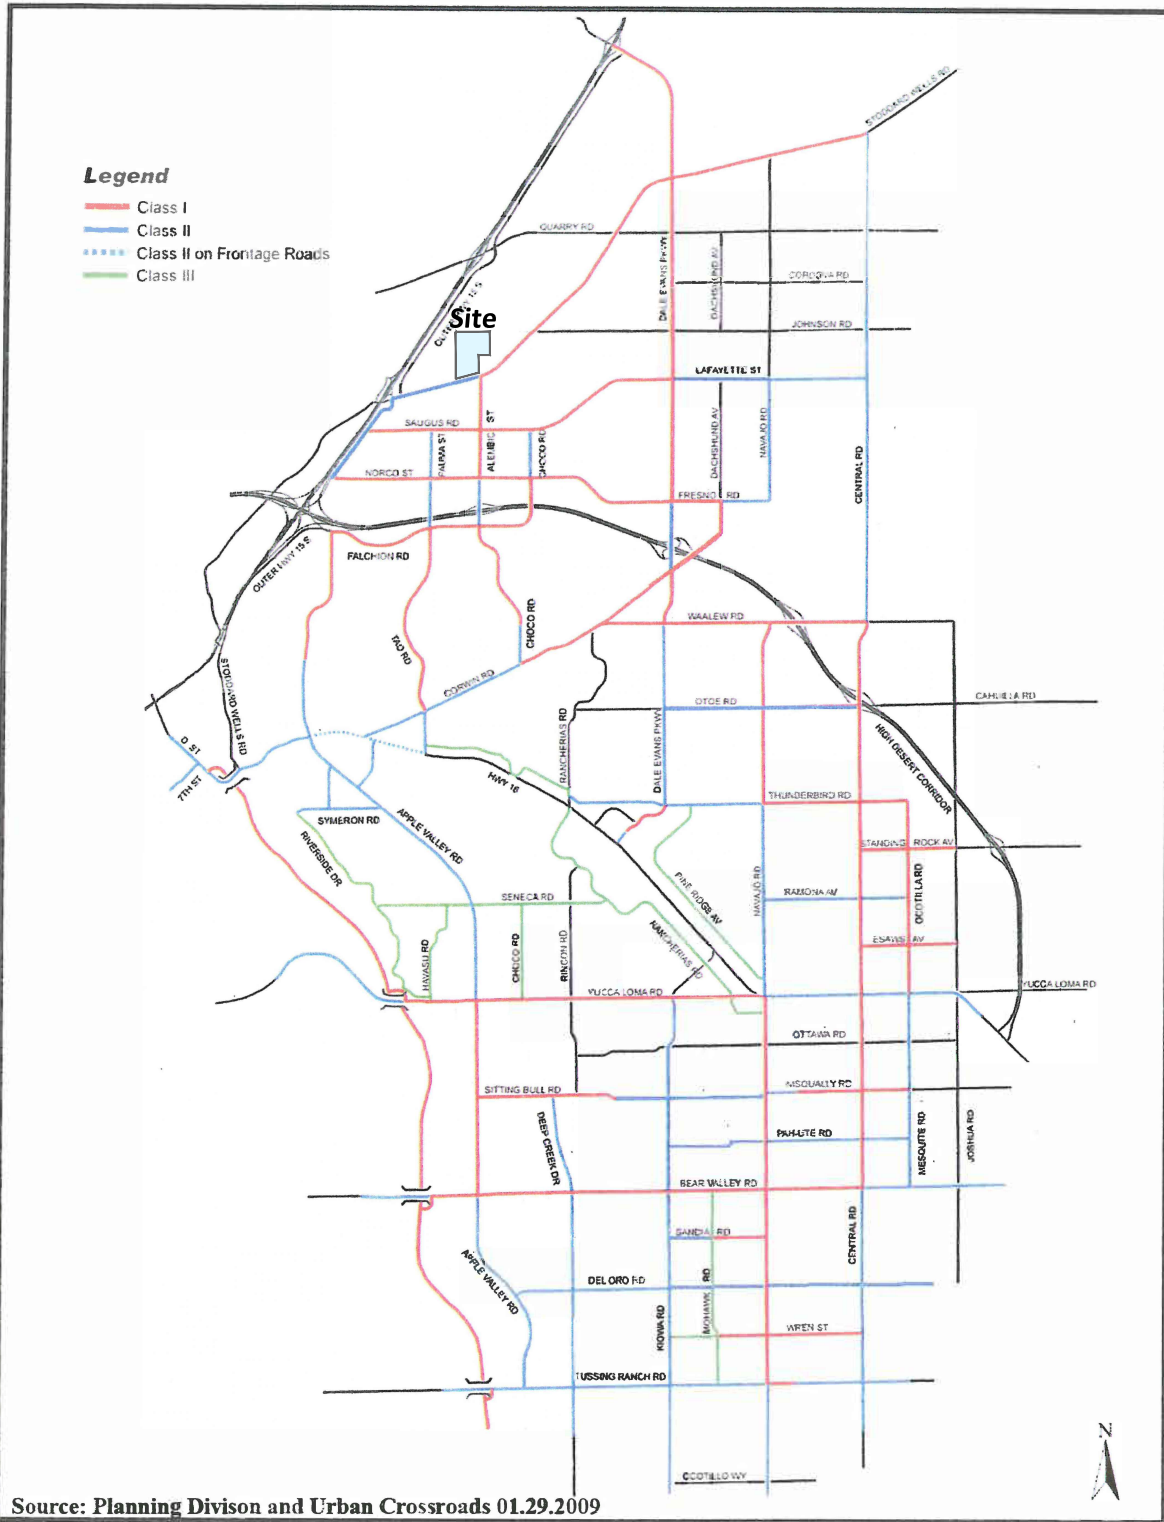 STODDARD WELLS RD
Legend
Class I
Class II
Class II on Frontage Roads
Class III
QUARRY RD
DALE EVANS PKWY
DACHSHUND AV
CORDOVA RD
Site
JOHNSON RD
LAFAYETTE ST
SAUGUS RD
ALEMBIC ST
CHOCO RD
DACHSHUND AV
NAVAJO RD
CENTRAL RD
NORCO ST
FRESNO RD
OUTER HWY 15 S
FALCHION RD
CHOCO RD
WAALEW RD
TAO RD
STODDARD WELLS RD
CORWIN RD
CAHUILLA RD
OTOE RD
RANCHERIAS RD
DALE EVANS PKWY
HIGH DESERT CORRIDOR
D ST
7TH ST
HWY 18
THUNDERBIRD RD
SYMERON RD
APPLE VALLEY RD
STANDING ROCK AV
RIVERSIDE DR
PINE RIDGE AV
NAVAJO RD
RAMONA AV
OCOTILLA RD
SENECA RD
HAVASU RD
CHOCO RD
RINCON RD
RANCHERIAS RD
YUCCA LOMA RD
YUCCA LOMA RD
OTTAWA RD
SITTING BULL RD
NISQUALLY RD
DEEP CREEK DR
PAH-UTE RD
MESQUITE RD
JOSHUA RD
BEAR VALLEY RD
CENTRAL RD
SANDIA RD
APPLE VALLEY RD
DEL ORO RD
KIOWA RD
MOHAWK RD
WREN ST
TUSSING RANCH RD
OCOTILLO WY
N
Source: Planning Divison and Urban Crossroads 01.29.2009